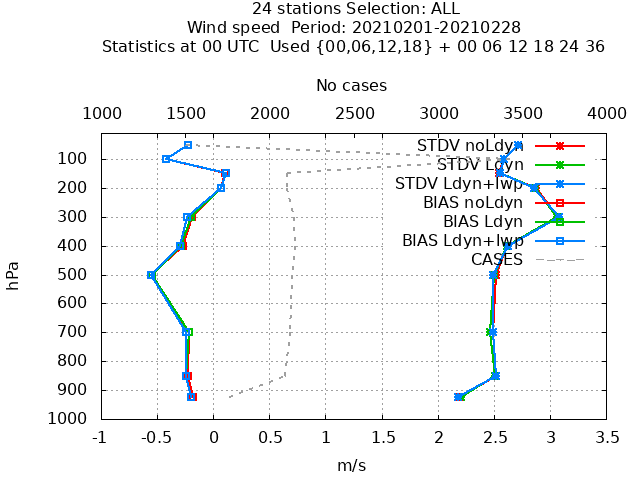 24 stations Selection: ALL
Wind speed  Period: 20210201-20210228
Statistics at 00 UTC  Used {00,06,12,18} + 00 06 12 18 24 36
No cases
1000 1500 2000 2500 3000 3500 4000
STDV noLdyn
STDV Ldyn
STDV Ldyn+lwp
BIAS noLdyn
BIAS Ldyn
BIAS Ldyn+lwp
CASES
hPa
100
200
300
400
500
600
700
800
900
1000
-1 -0.5 0 0.5 1 1.5 2 2.5 3 3.5
m/s